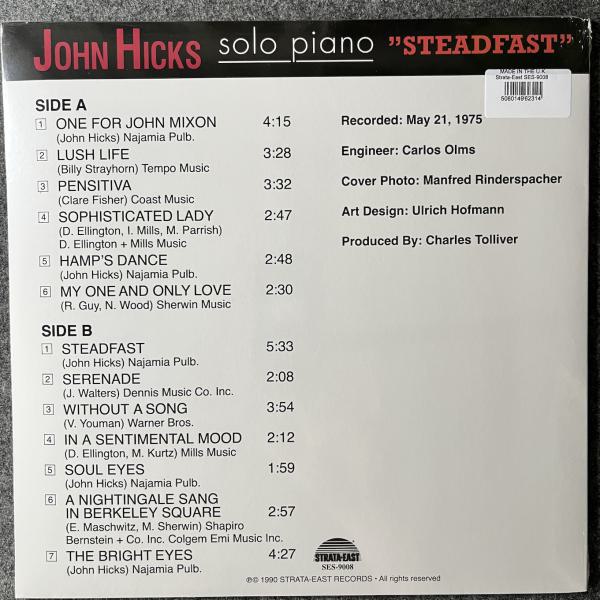 JOHN HICKS solo piano "STEADFAST"
MADE IN THE U.K.
Strata-East SES-9008
5060149623145
SIDE A
1 ONE FOR JOHN MIXON 4:15
(John Hicks) Najamia Pulb.
2 LUSH LIFE 3:28
(Billy Strayhorn) Tempo Music
3 PENSITIVA 3:32
(Clare Fisher) Coast Music
4 SOPHISTICATED LADY 2:47
(D. Ellington, I. Mills, M. Parrish)
D. Ellington + Mills Music
5 HAMP'S DANCE 2:48
(John Hicks) Najamia Pulb.
6 MY ONE AND ONLY LOVE 2:30
(R. Guy, N. Wood) Sherwin Music
Recorded: May 21, 1975
Engineer: Carlos Olms
Cover Photo: Manfred Rinderspacher
Art Design: Ulrich Hofmann
Produced By: Charles Tolliver
SIDE B
1 STEADFAST 5:33
(John Hicks) Najamia Pulb.
2 SERENADE 2:08
(J. Walters) Dennis Music Co. Inc.
3 WITHOUT A SONG 3:54
(V. Youman) Warner Bros.
4 IN A SENTIMENTAL MOOD 2:12
(D. Ellington, M. Kurtz) Mills Music
5 SOUL EYES 1:59
(John Hicks) Najamia Pulb.
6 A NIGHTINGALE SANG
IN BERKELEY SQUARE 2:57
(E. Maschwitz, M. Sherwin) Shapiro
Bernstein + Co. Inc. Colgem Emi Music Inc.
7 THE BRIGHT EYES 4:27
(John Hicks) Najamia Pulb.
STRATA-EAST
SES-9008
℗© 1990 STRATA-EAST RECORDS • All rights reserved